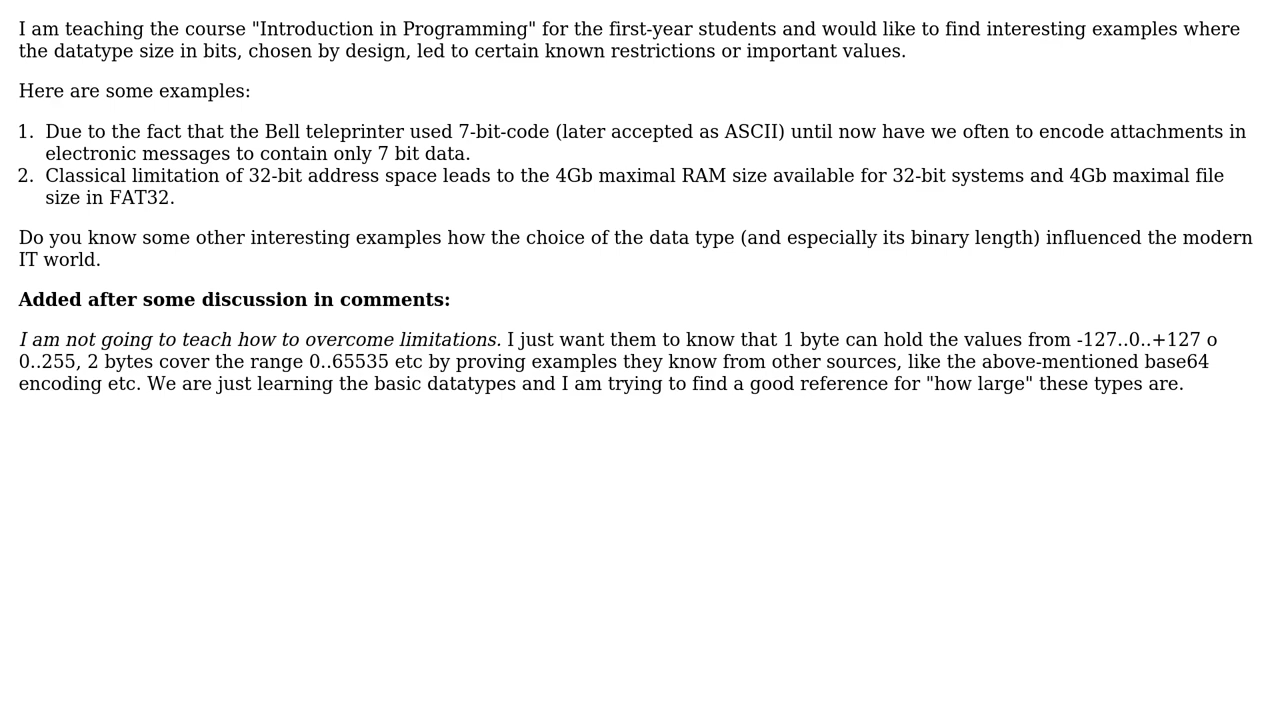 I am teaching the course "Introduction in Programming" for the first-year students and would like to find interesting examples where
the datatype size in bits, chosen by design, led to certain known restrictions or important values.
Here are some examples:
1. Due to the fact that the Bell teleprinter used 7-bit-code (later accepted as ASCII) until now have we often to encode attachments in
electronic messages to contain only 7 bit data.
2. Classical limitation of 32-bit address space leads to the 4Gb maximal RAM size available for 32-bit systems and 4Gb maximal file
size in FAT32.
Do you know some other interesting examples how the choice of the data type (and especially its binary length) influenced the modern
IT world.
Added after some discussion in comments:
I am not going to teach how to overcome limitations. I just want them to know that 1 byte can hold the values from -127..0..+127 o
0..255, 2 bytes cover the range 0..65535 etc by proving examples they know from other sources, like the above-mentioned base64
encoding etc. We are just learning the basic datatypes and I am trying to find a good reference for "how large" these types are.